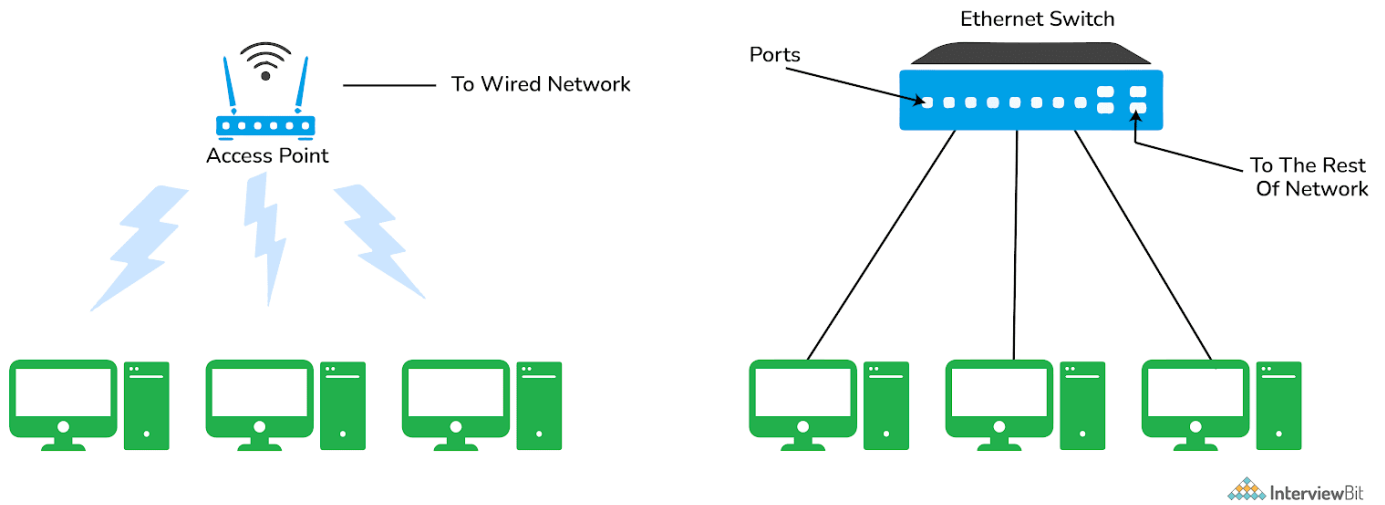 To Wired Network
Access Point
Ethernet Switch
Ports
To The Rest
Of Network
InterviewBit